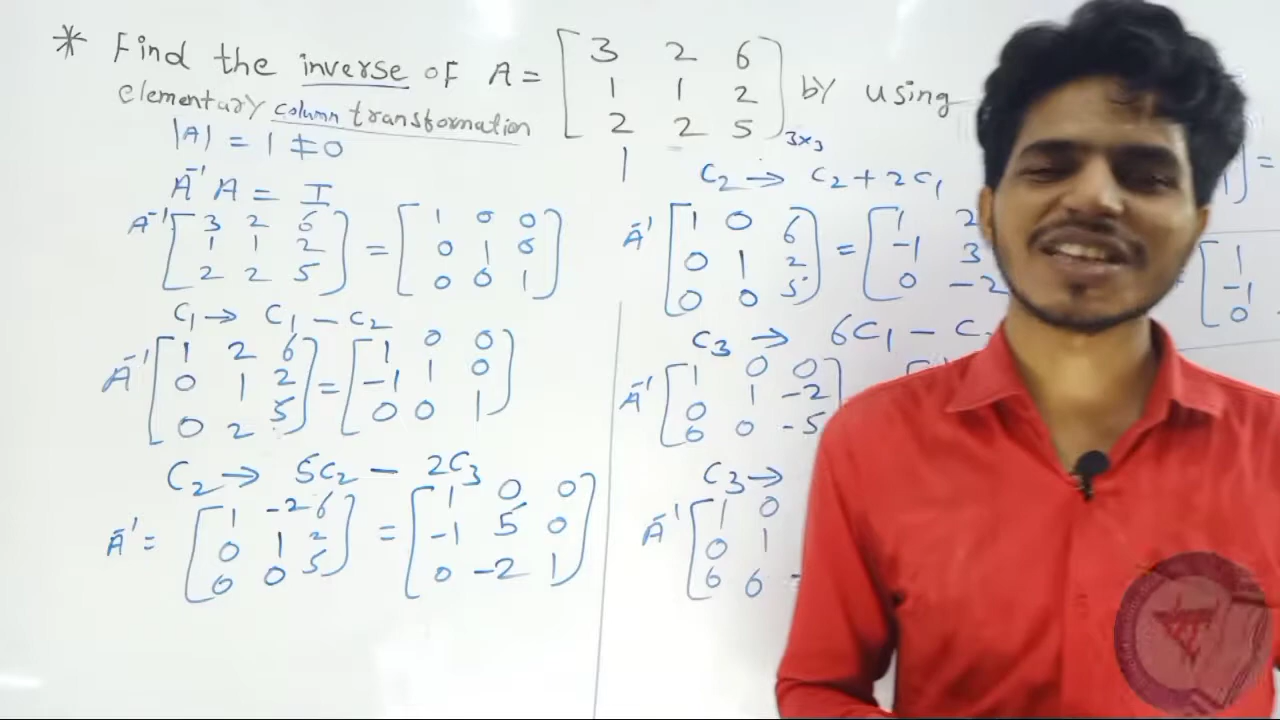 * Find the inverse of A = [3 2 6 by using
1 1 2
2 2 5] 3×3
elementary column transformation
|A| = 1 ≠ 0
A⁻¹ A = I
A⁻¹ [3 2 6 = [1 0 0
1 1 2 0 1 0
2 2 5] 0 0 1]
C₁ → C₁ − C₂
A⁻¹ [1 2 6 = [1 0 0
0 1 2 −1 1 0
0 2 5] 0 0 1]
C₂ → 5C₂ − 2C₃
A⁻¹ = [1 −2 6 = [1 0 0
0 1 2 −1 5 0
0 0 5] 0 −2 1]
C₂ → C₂ + 2C₁
A⁻¹ [1 0 6 = [1 2
0 1 2 −1 3
0 0 5] 0 −2
C₃ → 6C₁ − C
A⁻¹ [1 0 0
0 1 −2
0 0 −5]
C₃ →
A⁻¹ [1 0
0 1
0 0
] =
[1
−1
0